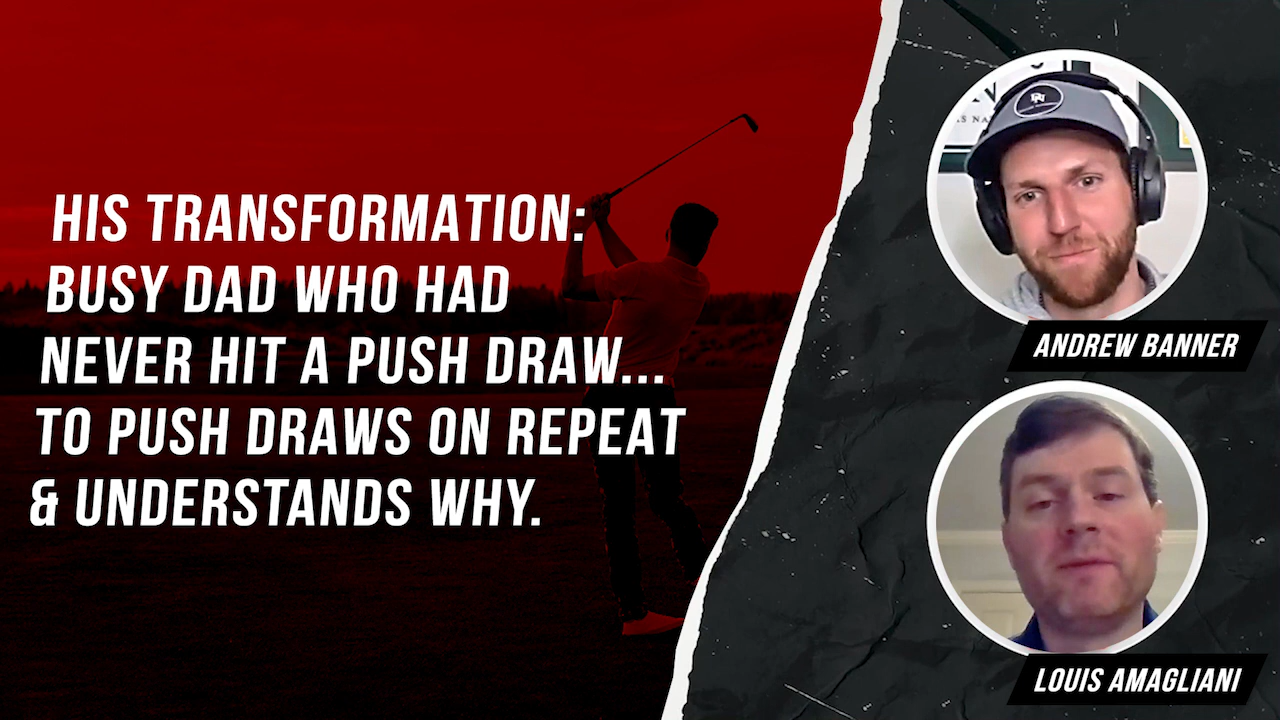 HIS TRANSFORMATION:
BUSY DAD WHO HAD
NEVER HIT A PUSH DRAW...
TO PUSH DRAWS ON REPEAT
& UNDERSTANDS WHY.
ANDREW BANNER
LOUIS AMAGLIANI